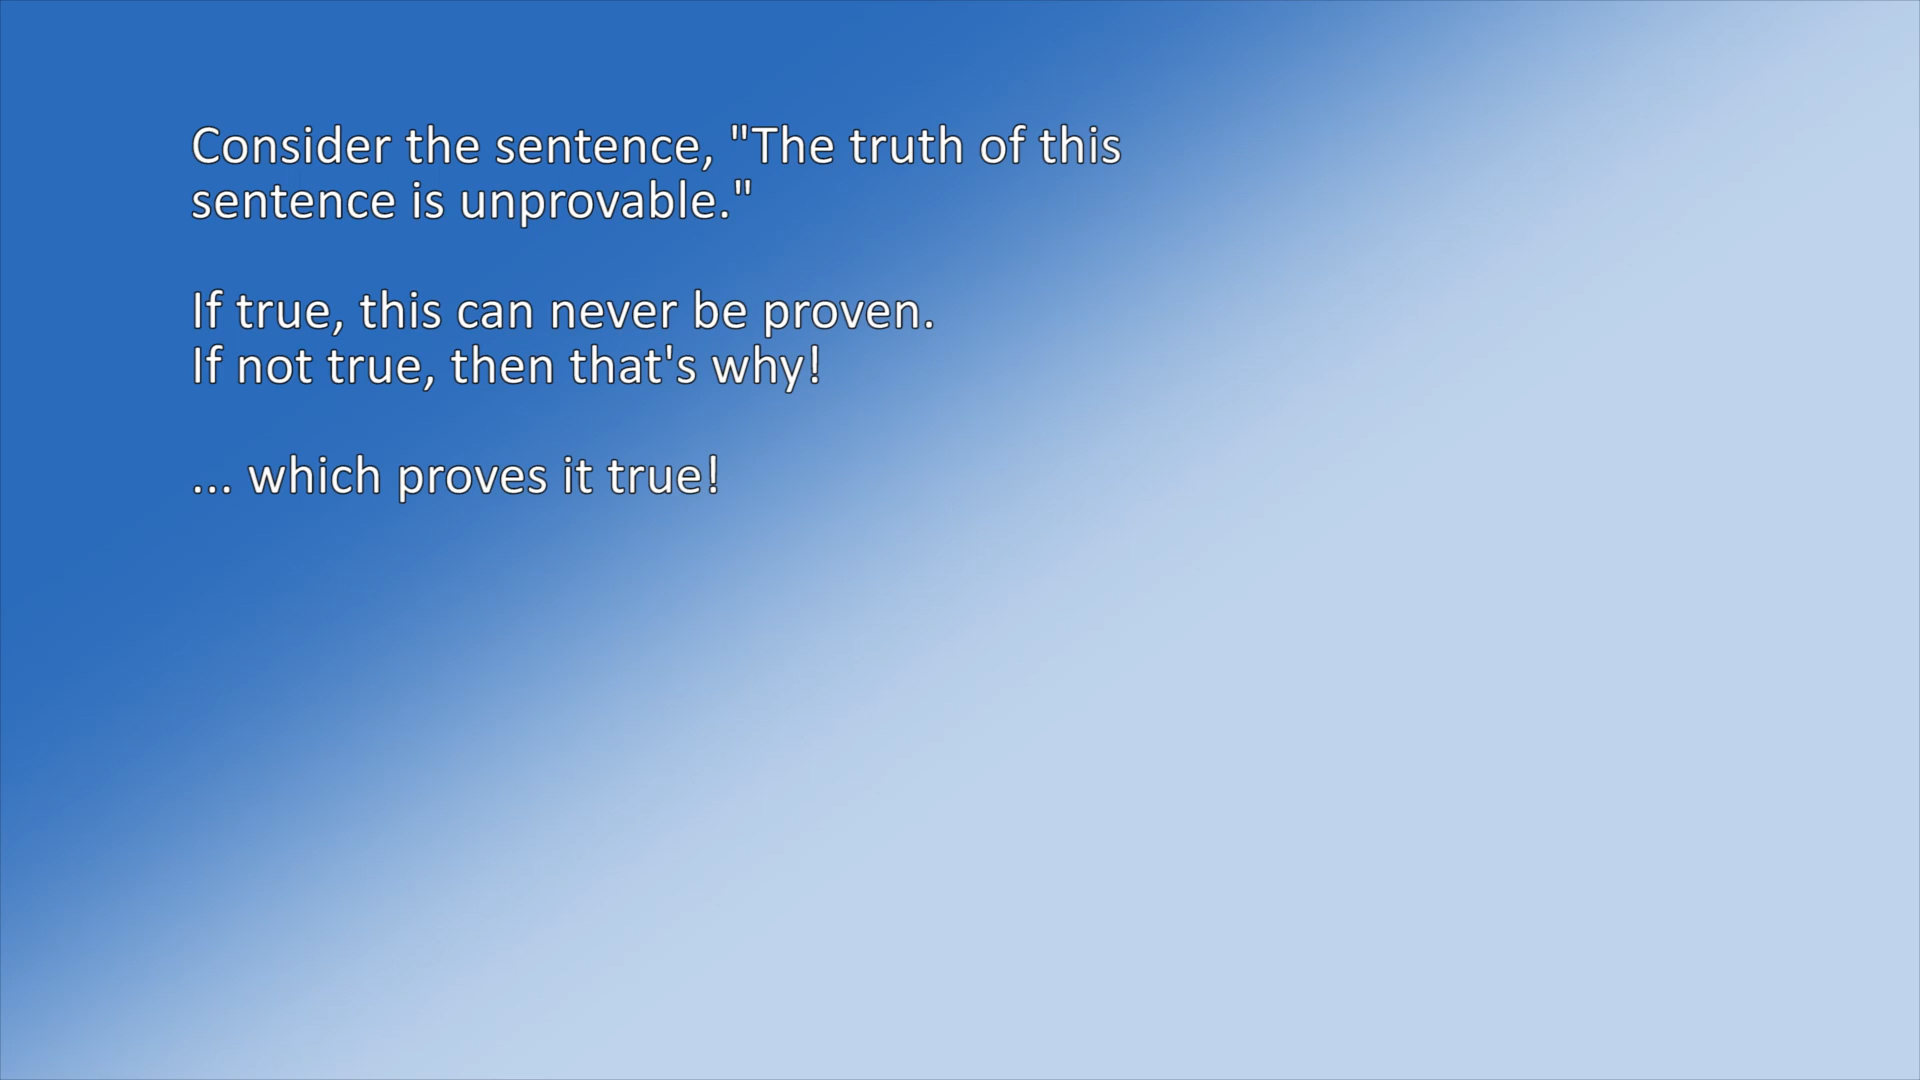 Consider the sentence, "The truth of this
sentence is unprovable."
If true, this can never be proven.
If not true, then that's why!
... which proves it true!